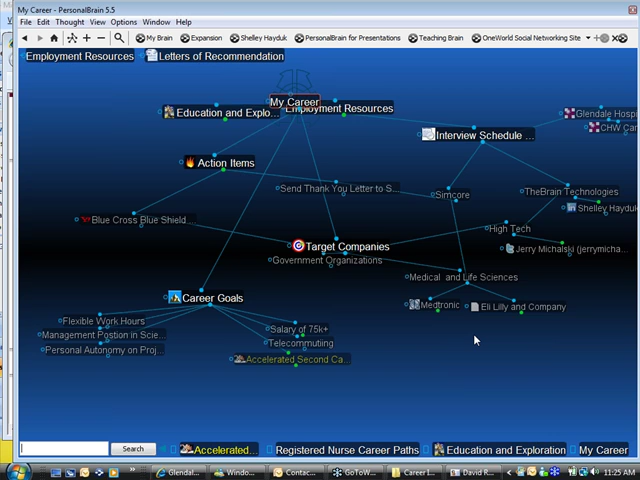 My Career - PersonalBrain 5.5
File Edit Thought View Options Window Help
My Brain Expansion Shelley Hayduk PersonalBrain for Presentations Teaching Brain OneWorld Social Networking Site
Employment Resources Letters of Recommendation
My Career
Education and Explo... Employment Resources Glendale Hosp
CHW Car
Interview Schedule ...
Action Items
Send Thank You Letter to S... Simcore TheBrain Technologies
Shelley Hayduk
Blue Cross Blue Shield ...
High Tech
Target Companies Jerry Michalski (jerrymicha...
Government Organizations
Medical and Life Sciences
Career Goals
Medtronic Eli Lilly and Company
Flexible Work Hours
Salary of 75k+
Management Postion in Scie...
Telecommutiing
Personal Autonomy on Proj...
Accelerated Second Ca...
Search Accelerated... Registered Nurse Career Paths Education and Exploration My Career
Glendal... Window... Contac... GoToW... Career I... David R... 11:25 AM